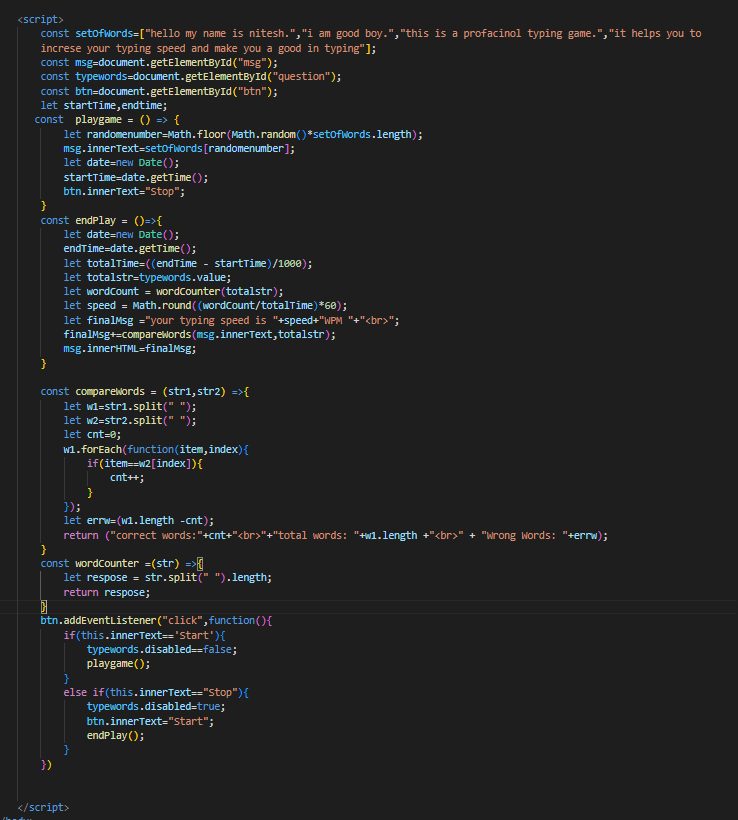 <script>
const setOfWords=["hello my name is nitesh.","i am good boy.","this is a profacinol typing game.","it helps you to
increse your typing speed and make you a good in typing"];
const msg=document.getElementById("msg");
const typewords=document.getElementById("question");
const btn=document.getElementById("btn");
let startTime,endtime;
const  playgame = () => {
let randomenumber=Math.floor(Math.random()*setOfWords.length);
msg.innerText=setOfWords[randomenumber];
let date=new Date();
startTime=date.getTime();
btn.innerText="Stop";
}
const endPlay = ()=>{
let date=new Date();
endTime=date.getTime();
let totalTime=((endTime - startTime)/1000);
let totalstr=typewords.value;
let wordCount = wordCounter(totalstr);
let speed = Math.round((wordCount/totalTime)*60);
let finalMsg ="your typing speed is "+speed+"WPM "+"<br>";
finalMsg+=compareWords(msg.innerText,totalstr);
msg.innerHTML=finalMsg;
}
const compareWords = (str1,str2) =>{
let w1=str1.split(" ");
let w2=str2.split(" ");
let cnt=0;
w1.forEach(function(item,index){
if(item==w2[index]){
cnt++;
}
});
let errw=(w1.length -cnt);
return ("correct words:"+cnt+"<br>"+"total words: "+w1.length +"<br>" + "Wrong Words: "+errw);
}
const wordCounter =(str) =>{
let respose = str.split(" ").length;
return respose;
}
btn.addEventListener("click",function(){
if(this.innerText=='Start'){
typewords.disabled==false;
playgame();
}
else if(this.innerText=="Stop"){
typewords.disabled=true;
btn.innerText="Start";
endPlay();
}
})
</script>